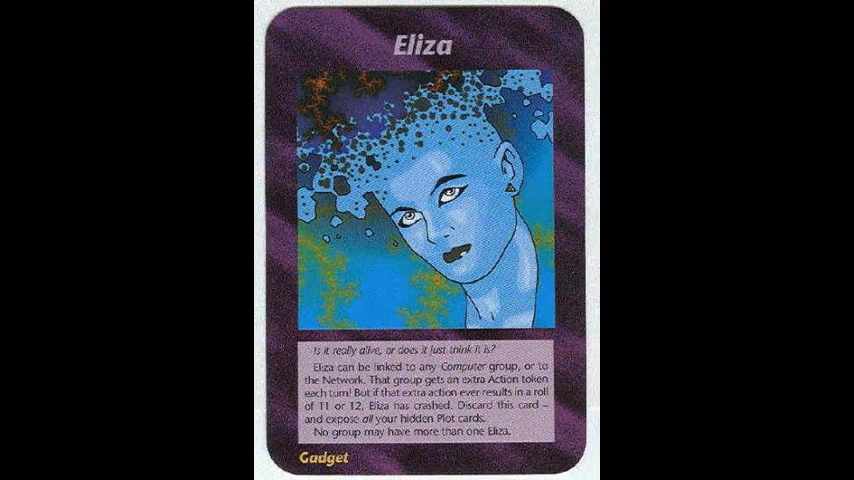 Eliza
Is it really alive, or does it just think it is?
Eliza can be linked to any Computer group, or to
the Network. That group gets an extra Action token
each turn! But if that extra action ever results in a roll
of 11 or 12, Eliza has crashed. Discard this card –
and expose all your hidden Plot cards.
No group may have more than one Eliza.
Gadget